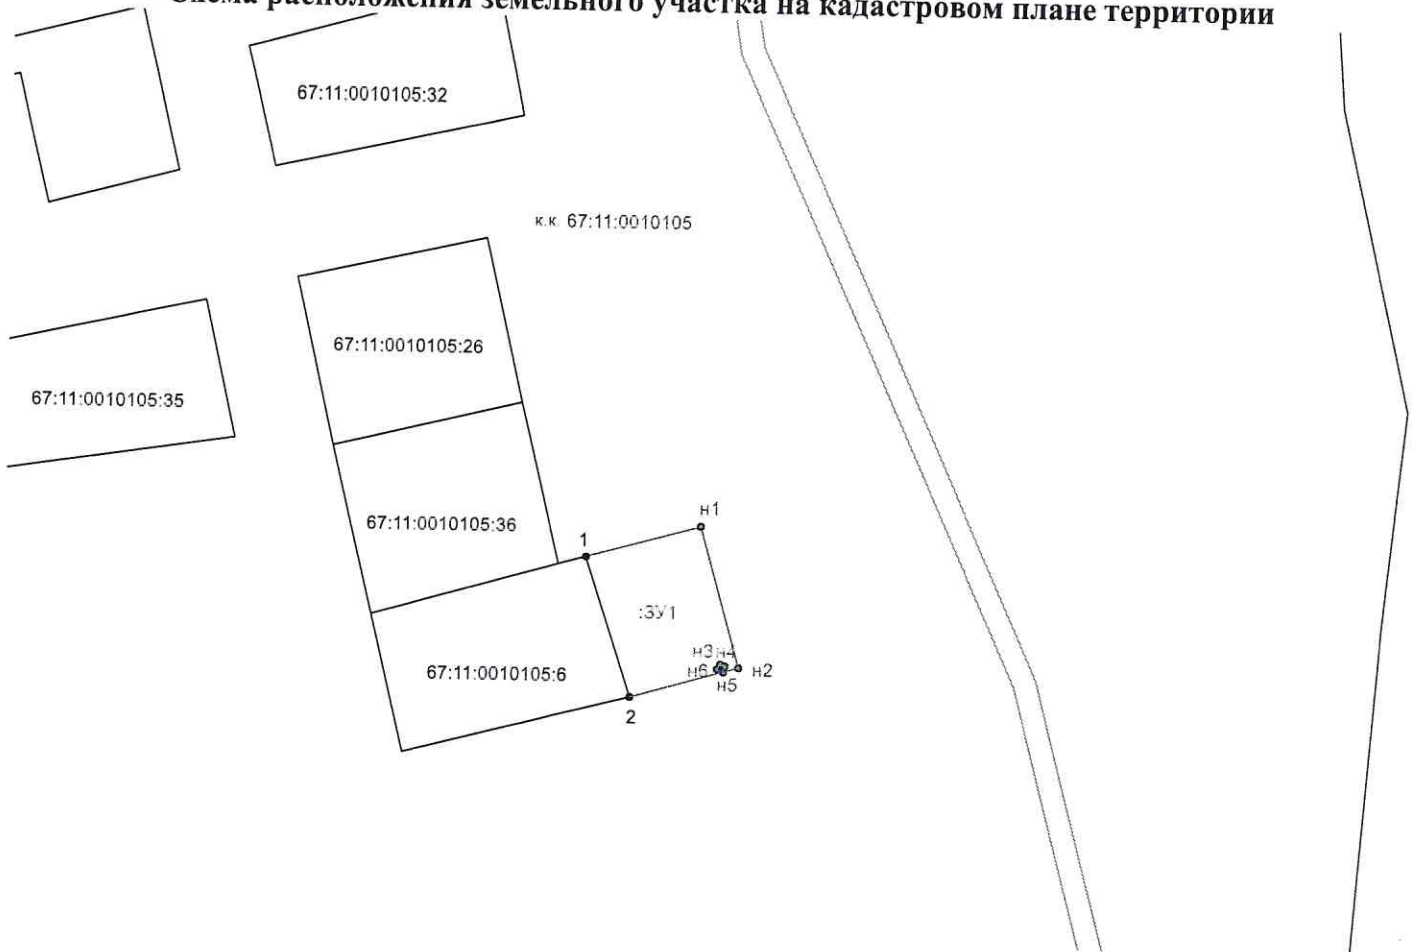 Схема расположения земельного участка на кадастровом плане территории
67:11:0010105:32
к.к. 67:11:0010105
67:11:0010105:26
67:11:0010105:35
н1
67:11:0010105:36
1
:ЗУ1
н3 н4
67:11:0010105:6
н6
н2
н5
2